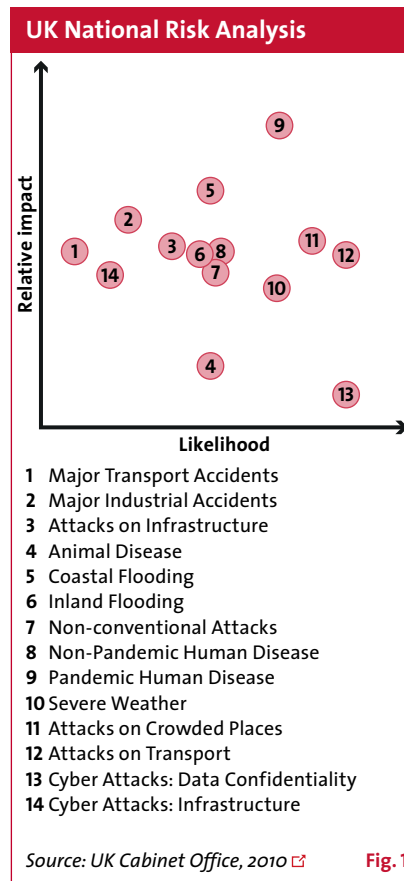 UK National Risk Analysis
Relative impact
9
5
2
1
3
6
8
11
12
14
7
10
4
13
Likelihood
1 Major Transport Accidents
2 Major Industrial Accidents
3 Attacks on Infrastructure
4 Animal Disease
5 Coastal Flooding
6 Inland Flooding
7 Non-conventional Attacks
8 Non-Pandemic Human Disease
9 Pandemic Human Disease
10 Severe Weather
11 Attacks on Crowded Places
12 Attacks on Transport
13 Cyber Attacks: Data Confidentiality
14 Cyber Attacks: Infrastructure
Source: UK Cabinet Office, 2010 Fig. 1